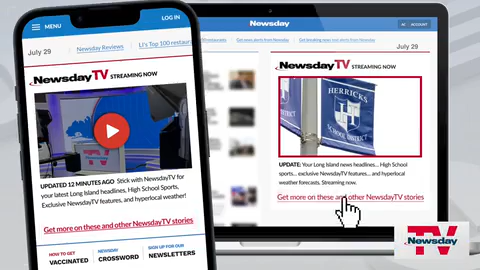 MENU
LOG IN
July 29
Newsday Reviews
LI's Top 100 restaur
NewsdayTV STREAMING NOW
UPDATED 12 MINUTES AGO Stick with NewsdayTV for
your latest Long Island headlines, High School Sports,
Exclusive NewsdayTV features, and hyperlocal weather!
Get more on these and other NewsdayTV stories
HOW TO GET
VACCINATED
NEWSDAY
CROSSWORD
SIGN UP FOR OUR
NEWSLETTERS
Newsday
ACCOUNT
July 29
NewsdayTV STREAMING NOW
HERRICKS
SCHOOL
DISTRICT
UPDATE: Your Long Island news headlines... High School
sports... exclusive NewsdayTV features... and hyperlocal
weather forecasts. Streaming now.
Get more on these and other NewsdayTV stories
Newsday
TV